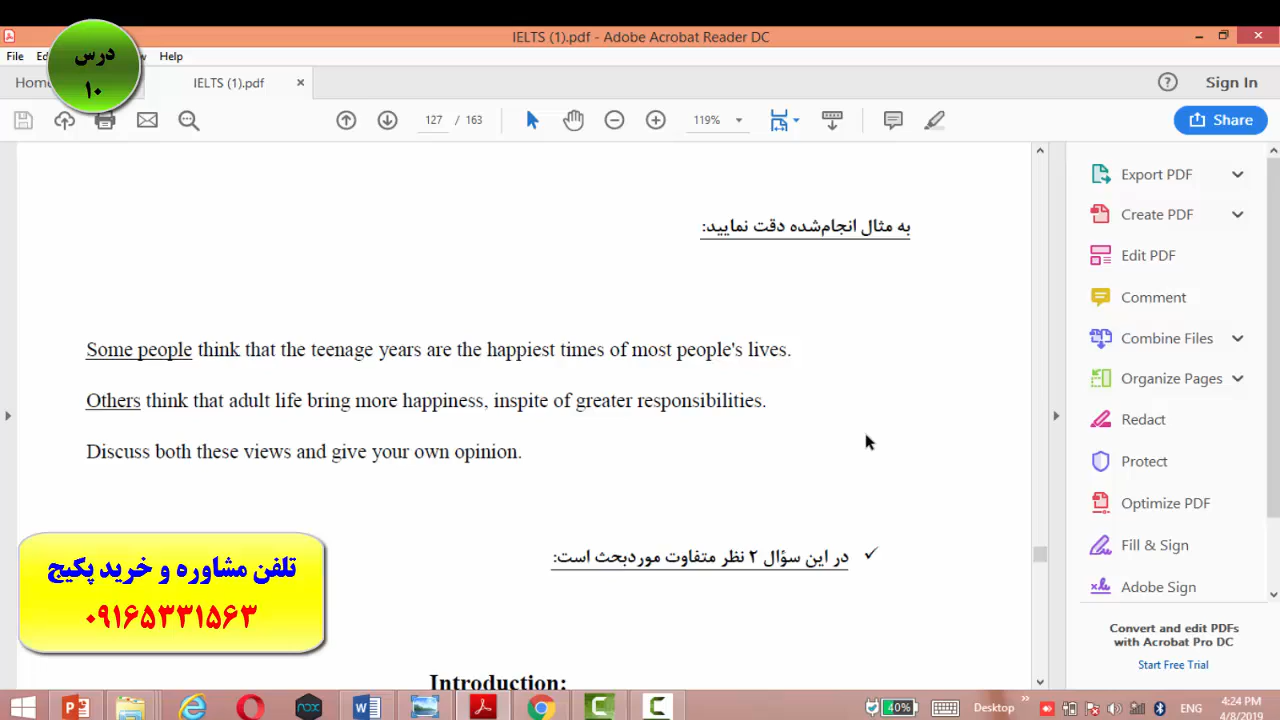 IELTS (1).pdf - Adobe Acrobat Reader DC
درس
۱۰
File
Help
IELTS (1).pdf
Sign In
127 / 163
119%
Share
به مثال انجام‌شده دقت نمایید:
Some people think that the teenage years are the happiest times of most people's lives.
Others think that adult life bring more happiness, inspite of greater responsibilities.
Discuss both these views and give your own opinion.
✓ در این سؤال ۲ نظر متفاوت موردبحث است:
Introduction:
تلفن مشاوره و خرید پکیج
۰۹۱۶۵۳۳۱۵۶۳
Export PDF
Create PDF
Edit PDF
Comment
Combine Files
Organize Pages
Redact
Protect
Optimize PDF
Fill & Sign
Adobe Sign
Convert and edit PDFs
with Acrobat Pro DC
Start Free Trial
nox
40%
Desktop
ENG
4:24 PM
4/8/2019